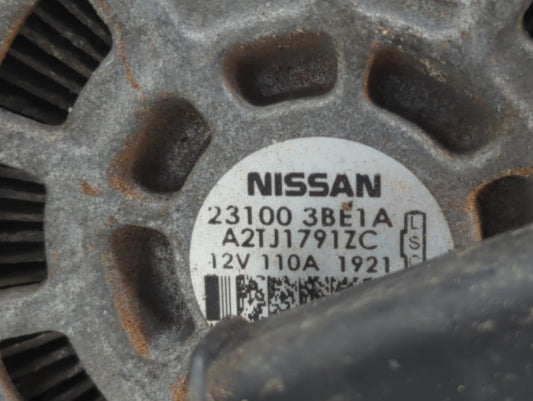 NISSAN
23100 3BE1A
A2TJ1791ZC
12V 110A 1921
L
S
C